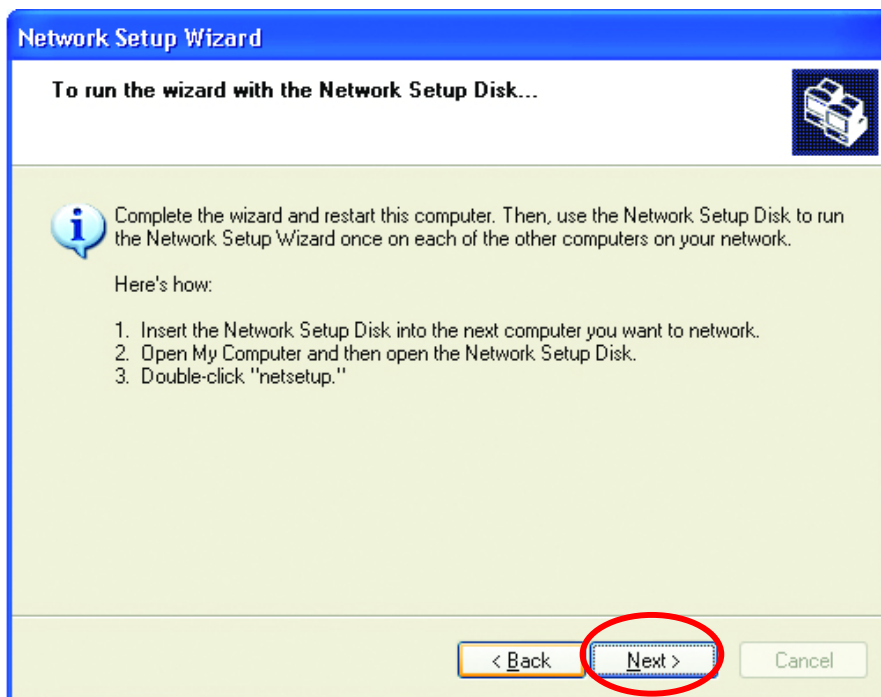 Network Setup Wizard
To run the wizard with the Network Setup Disk...
Complete the wizard and restart this computer. Then, use the Network Setup Disk to run
the Network Setup Wizard once on each of the other computers on your network.
Here's how:
1. Insert the Network Setup Disk into the next computer you want to network.
2. Open My Computer and then open the Network Setup Disk.
3. Double-click "netsetup."
< Back
Next >
Cancel